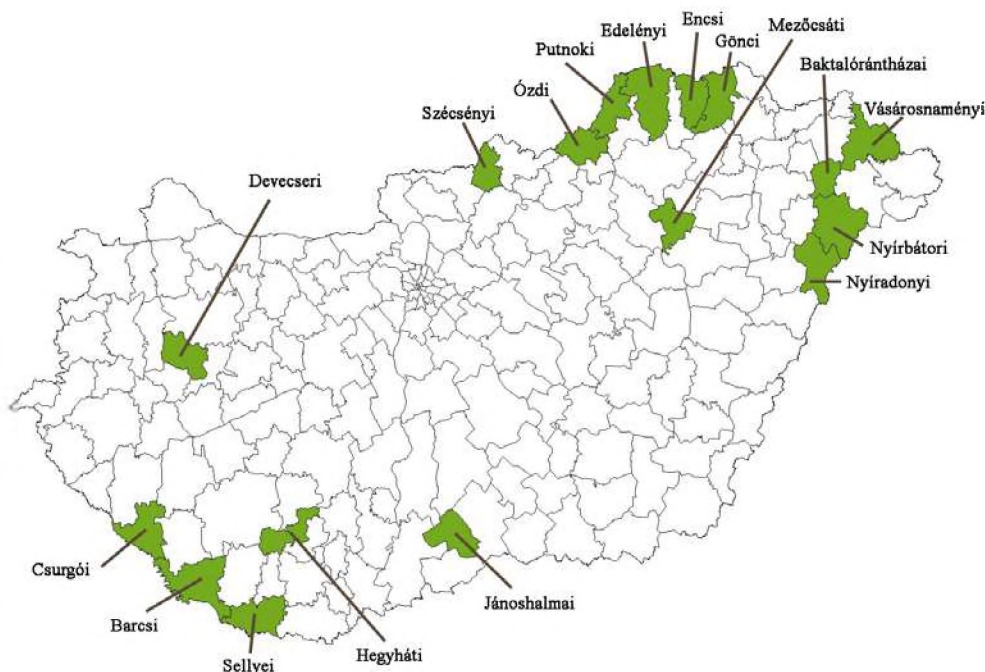 Encsi
Mezőcsáti
Edelényi
Gönci
Putnoki
Baktalórántházai
Ózdi
Szécsényi
Vásárosnaményi
Devecseri
Nyírbátori
Nyíradonyi
Csurgói
Jánoshalmai
Barcsi
Hegyháti
Sellyei